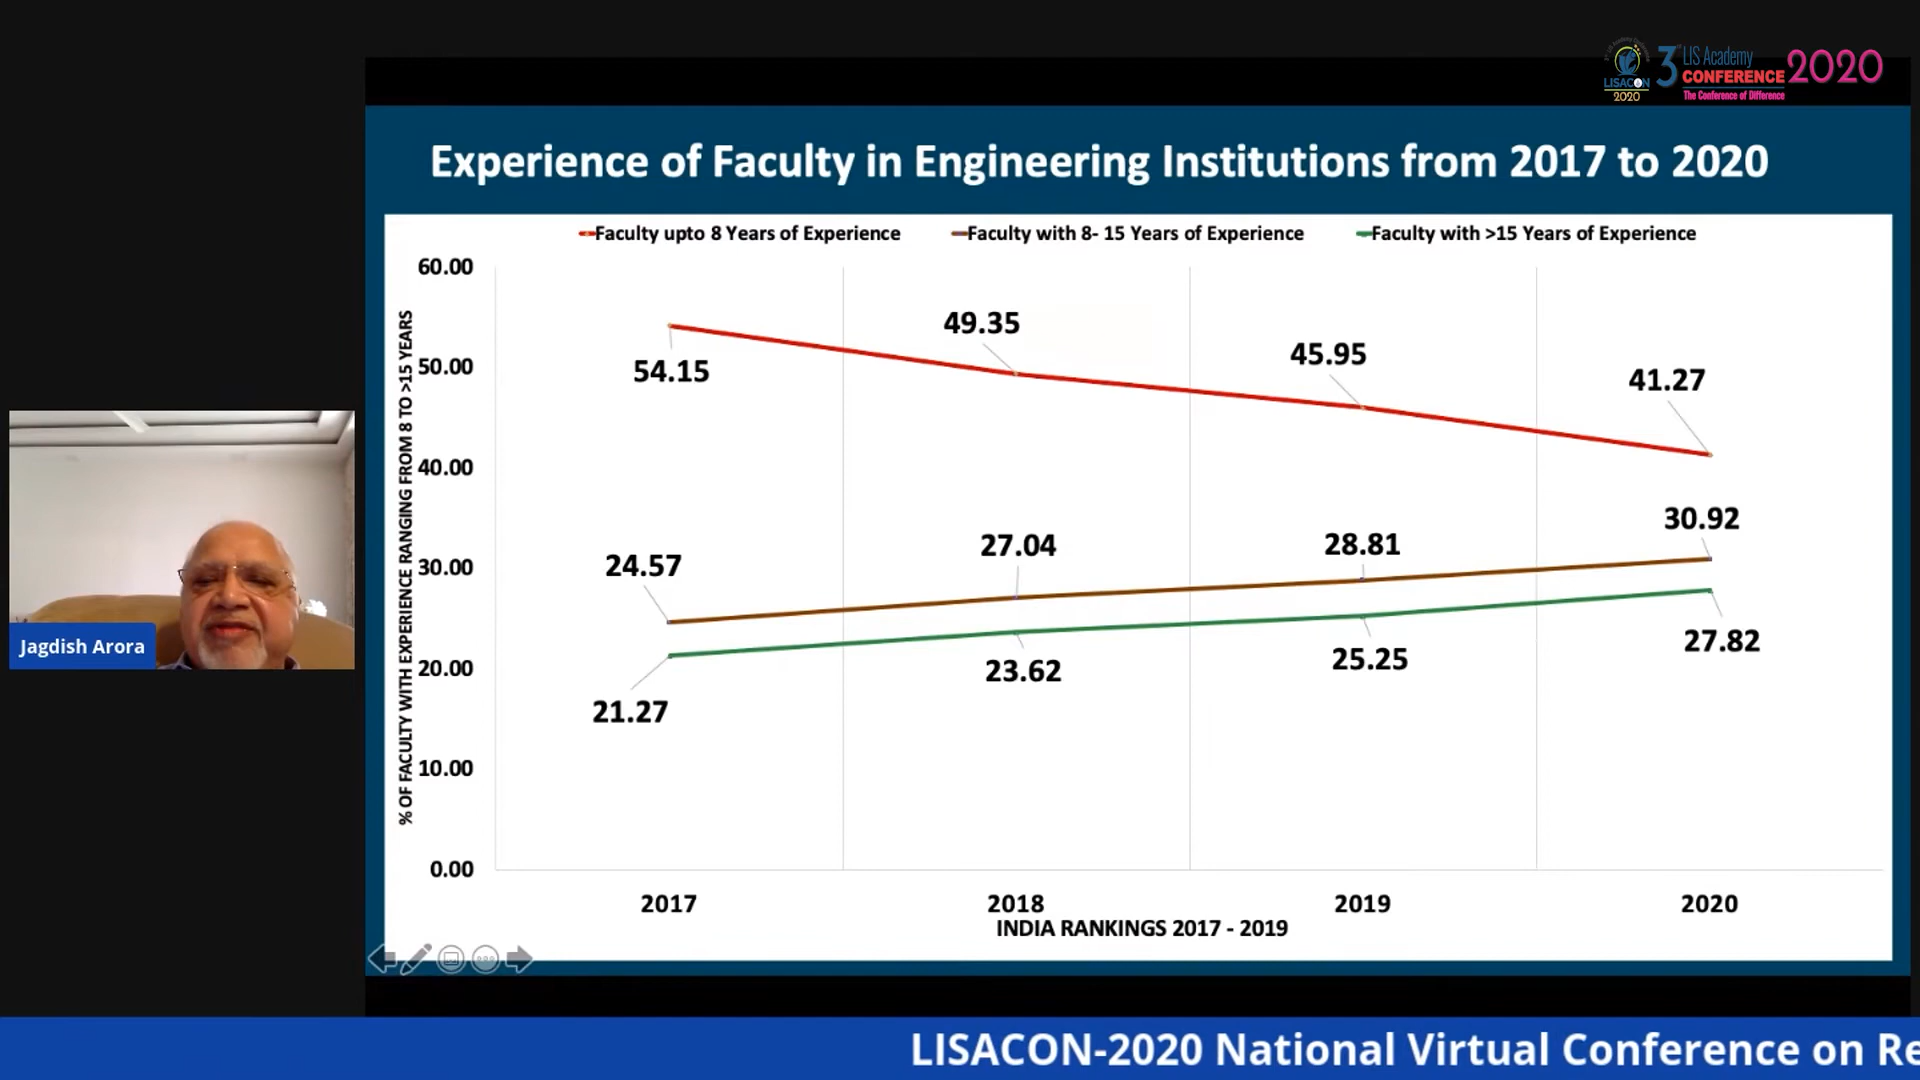 LISACON
2020
3rd LIS Academy
CONFERENCE 2020
The Conference of Difference
Experience of Faculty in Engineering Institutions from 2017 to 2020
Faculty upto 8 Years of Experience
Faculty with 8- 15 Years of Experience
Faculty with >15 Years of Experience
% OF FACULTY WITH EXPERIENCE RANGING FROM 8 TO >15 YEARS
60.00
50.00
40.00
30.00
20.00
10.00
0.00
54.15
49.35
45.95
41.27
24.57
27.04
28.81
30.92
21.27
23.62
25.25
27.82
2017 2018 2019 2020
INDIA RANKINGS 2017 - 2019
Jagdish Arora
LISACON-2020 National Virtual Conference on Re